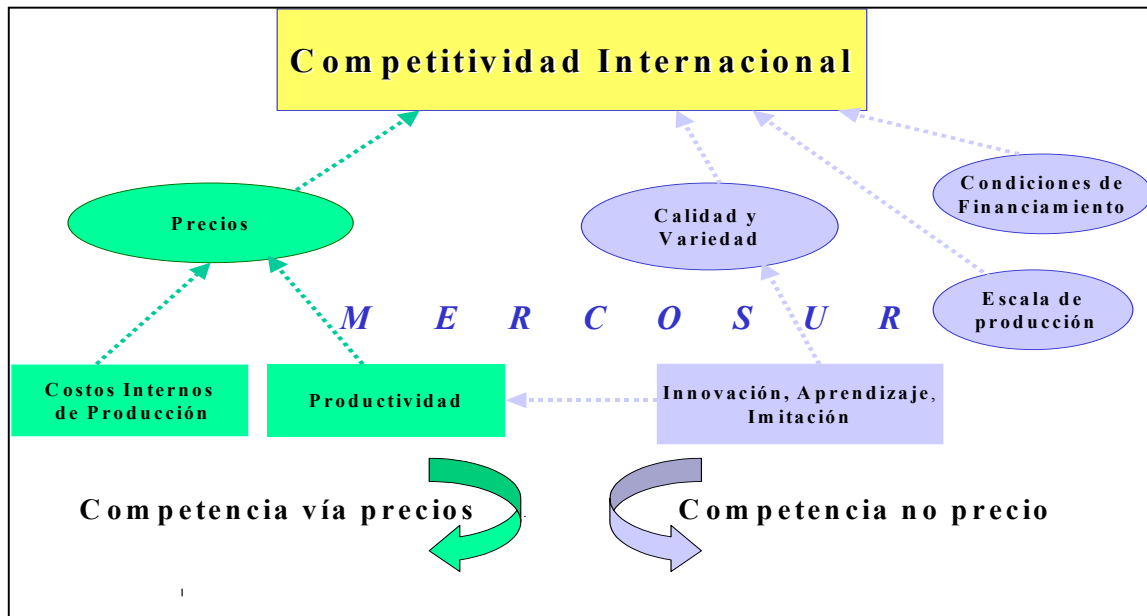 Competitividad Internacional
Condiciones de
Financiamiento
Precios
Calidad y
Variedad
Escala de
producción
M E R C O S U R
Costos Internos
de Producción
Productividad
Innovación, Aprendizaje,
Imitación
Competencia vía precios
Competencia no precio